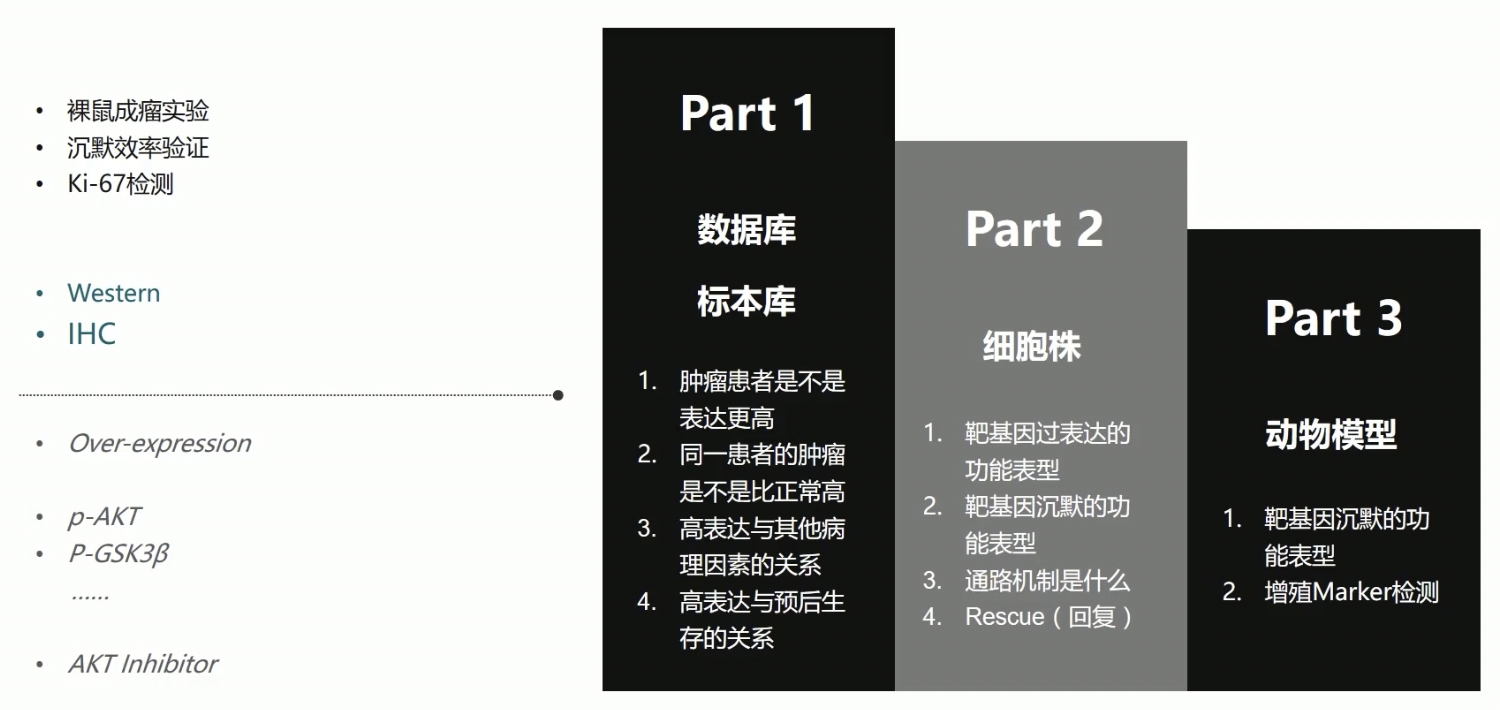 • 裸鼠成瘤实验
• 沉默效率验证
• Ki-67检测
• Western
• IHC
• Over-expression
• p-AKT
• P-GSK3β
......
• AKT Inhibitor
Part 1
数据库
标本库
1. 肿瘤患者是不是
表达更高
2. 同一患者的肿瘤
是不是比正常高
3. 高表达与其他病
理因素的关系
4. 高表达与预后生
存的关系
Part 2
细胞株
1. 靶基因过表达的
功能表型
2. 靶基因沉默的功
能表型
3. 通路机制是什么
4. Rescue（回复）
Part 3
动物模型
1. 靶基因沉默的功
能表型
2. 增殖Marker检测